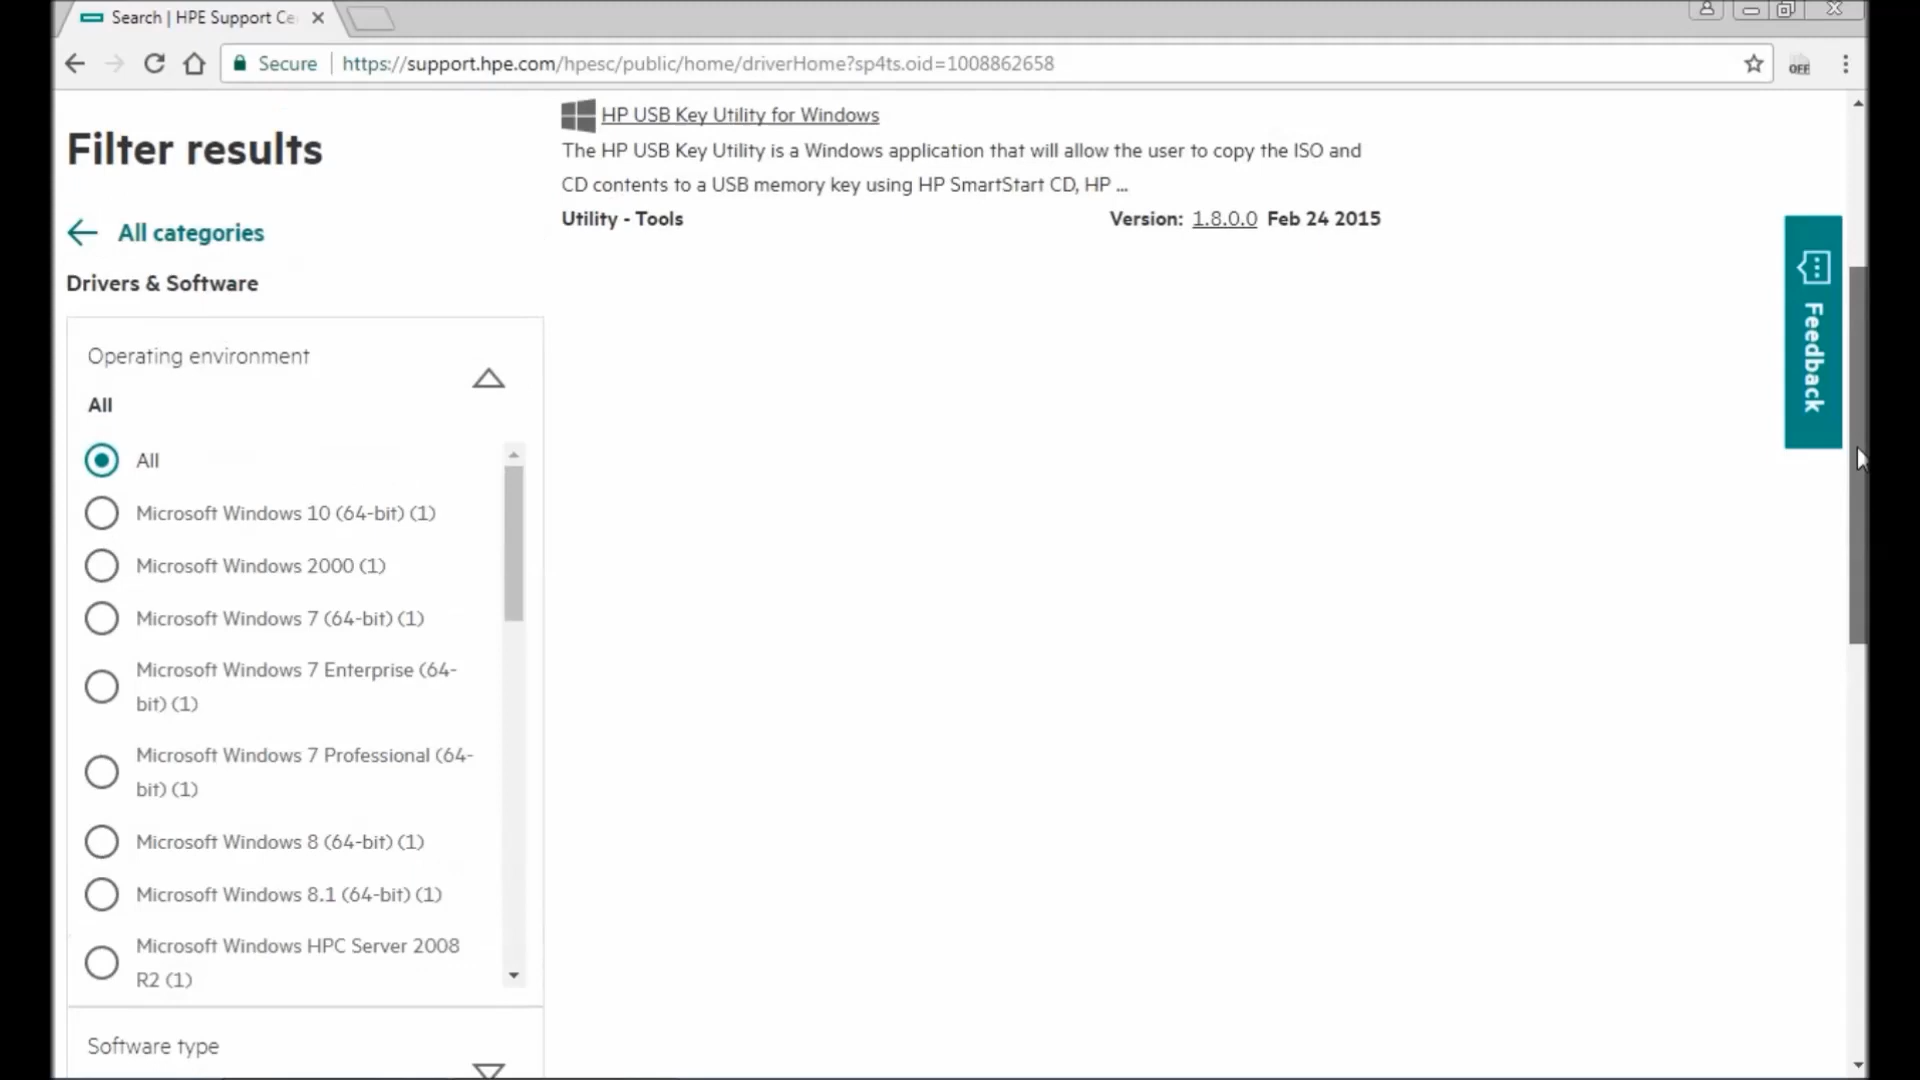 Search | HPE Support Ce
Secure
https://support.hpe.com/hpesc/public/home/driverHome?sp4ts.oid=1008862658
OFF
Filter results
All categories
Drivers & Software
Operating environment
All
All
Microsoft Windows 10 (64-bit) (1)
Microsoft Windows 2000 (1)
Microsoft Windows 7 (64-bit) (1)
Microsoft Windows 7 Enterprise (64-
bit) (1)
Microsoft Windows 7 Professional (64-
bit) (1)
Microsoft Windows 8 (64-bit) (1)
Microsoft Windows 8.1 (64-bit) (1)
Microsoft Windows HPC Server 2008
R2 (1)
Software type
HP USB Key Utility for Windows
The HP USB Key Utility is a Windows application that will allow the user to copy the ISO and
CD contents to a USB memory key using HP SmartStart CD, HP ...
Utility - Tools
Version: 1.8.0.0 Feb 24 2015
Feedback